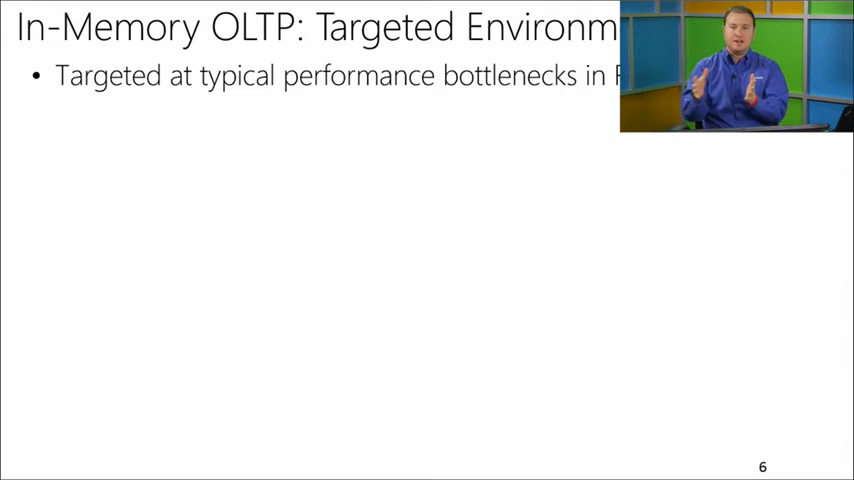 In-Memory OLTP: Targeted Environm
• Targeted at typical performance bottlenecks in
6